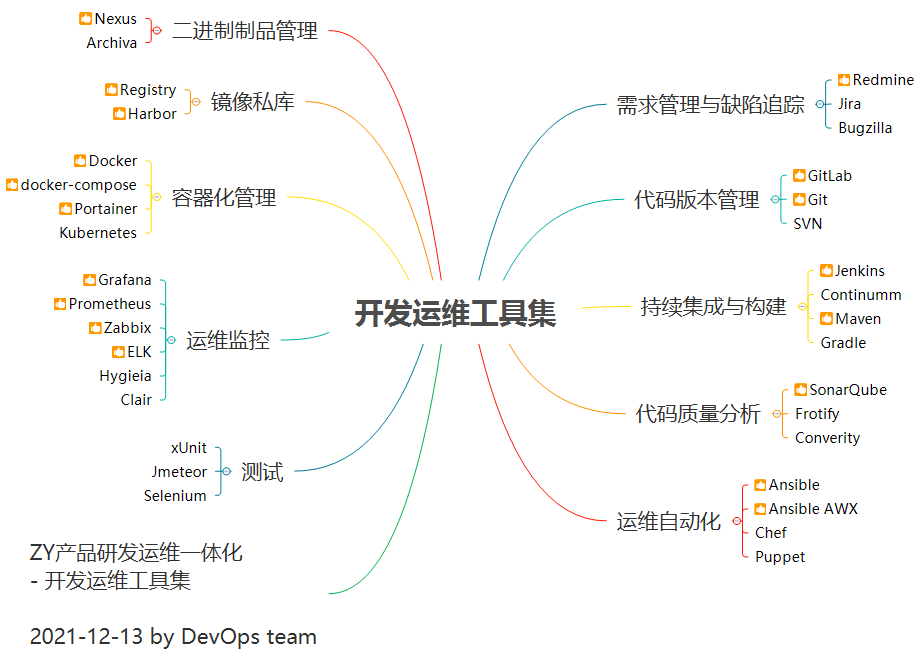 开发运维工具集
二进制制品管理
Nexus
Archiva
镜像私库
Registry
Harbor
容器化管理
Docker
docker-compose
Portainer
Kubernetes
运维监控
Grafana
Prometheus
Zabbix
ELK
Hygieia
Clair
测试
xUnit
Jmeteor
Selenium
需求管理与缺陷追踪
Redmine
Jira
Bugzilla
代码版本管理
GitLab
Git
SVN
持续集成与构建
Jenkins
Continumm
Maven
Gradle
代码质量分析
SonarQube
Frotify
Converity
运维自动化
Ansible
Ansible AWX
Chef
Puppet
ZY产品研发运维一体化
- 开发运维工具集
2021-12-13 by DevOps team